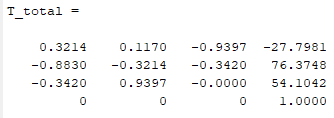 T_total =
0.3214 0.1170 -0.9397 -27.7981
-0.8830 -0.3214 -0.3420 76.3748
-0.3420 0.9397 -0.0000 54.1042
0 0 0 1.0000